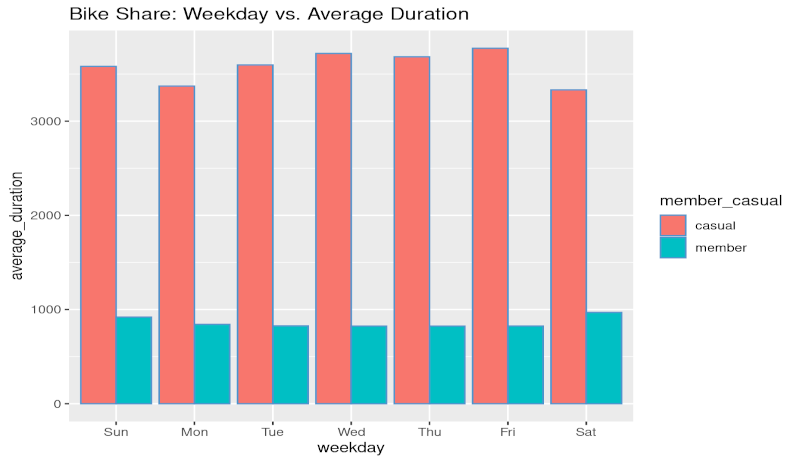 Bike Share: Weekday vs. Average Duration
average_duration
3000
2000
1000
0
Sun Mon Tue Wed Thu Fri Sat
weekday
member_casual
casual
member